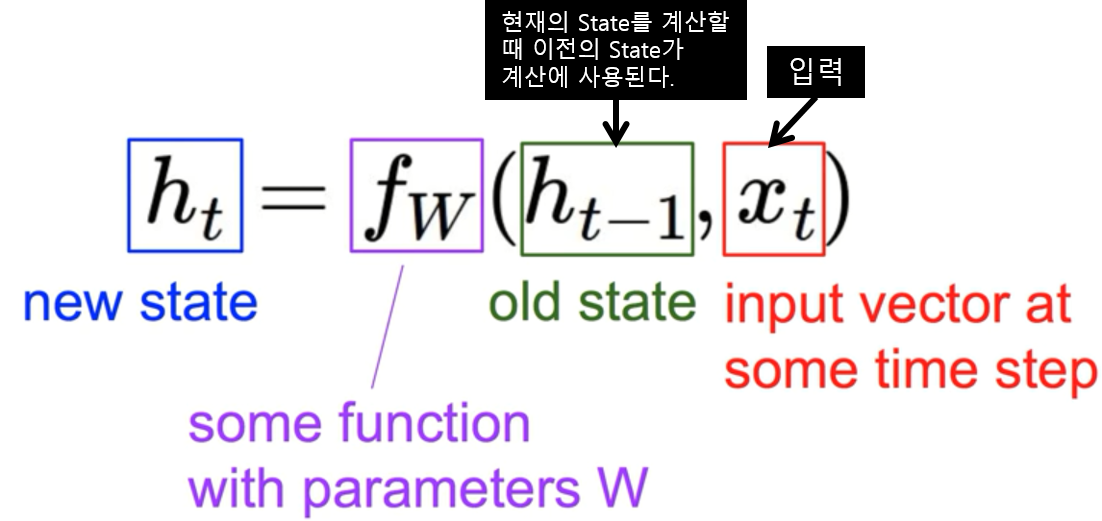 현재의 State를 계산할
때 이전의 State가
계산에 사용된다.
입력
h_t = f_W(h_{t-1}, x_t)
new state
old state
input vector at
some time step
some function
with parameters W